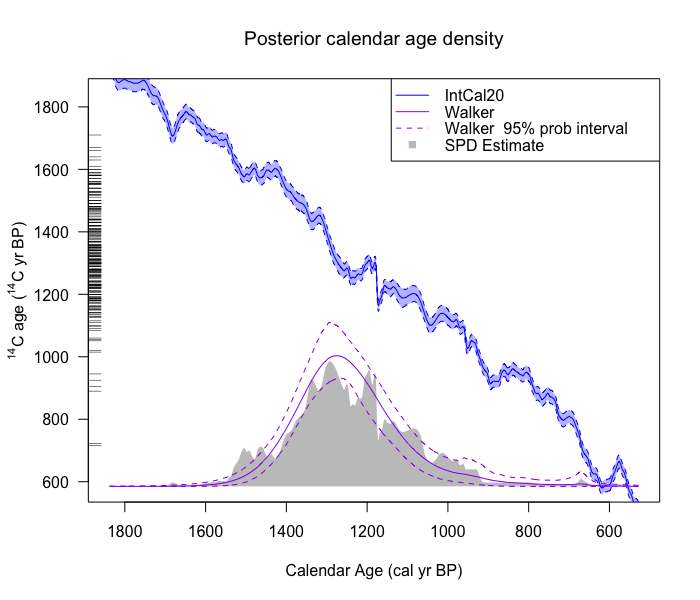 Posterior calendar age density
IntCal20
Walker
Walker 95% prob interval
SPD Estimate
1800
1600
1400
1200
1000
800
600
¹⁴C age (¹⁴C yr BP)
1800 1600 1400 1200 1000 800 600
Calendar Age (cal yr BP)